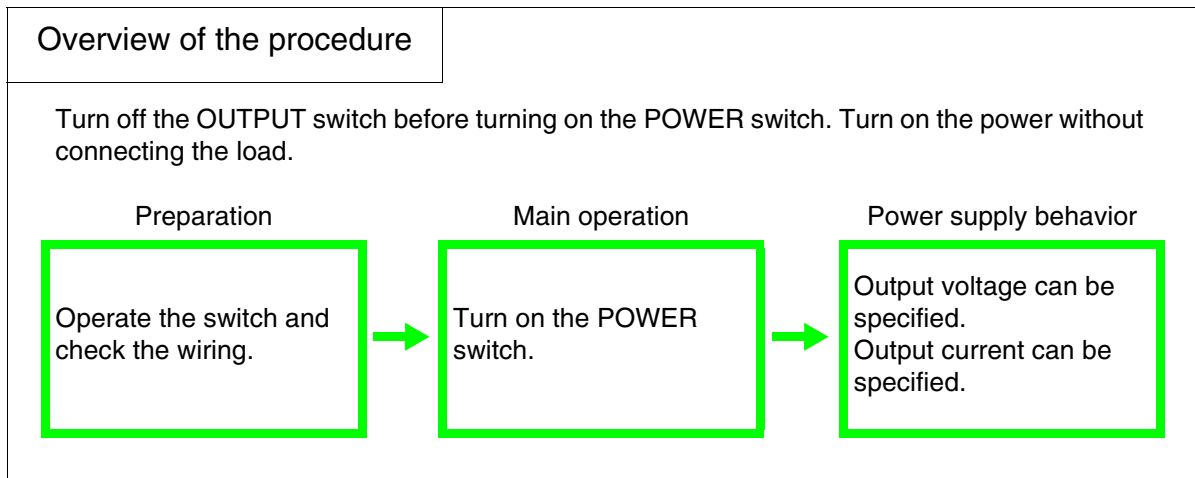 Overview of the procedure
Turn off the OUTPUT switch before turning on the POWER switch. Turn on the power without
connecting the load.
Preparation
Operate the switch and
check the wiring.
Main operation
Turn on the POWER
switch.
Power supply behavior
Output voltage can be
specified.
Output current can be
specified.